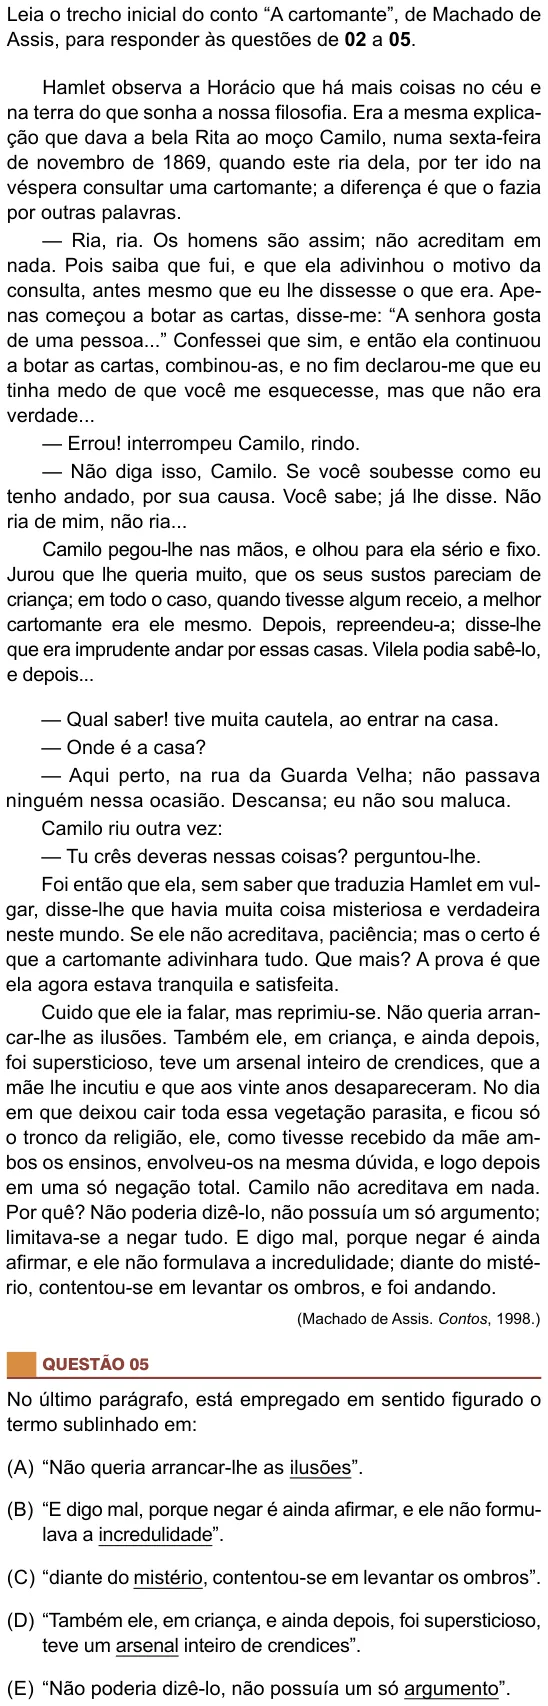 Leia o trecho inicial do conto “A cartomante”, de Machado de
Assis, para responder às questões de 02 a 05.
Hamlet observa a Horácio que há mais coisas no céu e
na terra do que sonha a nossa filosofia. Era a mesma explica-
ção que dava a bela Rita ao moço Camilo, numa sexta-feira
de novembro de 1869, quando este ria dela, por ter ido na
véspera consultar uma cartomante; a diferença é que o fazia
por outras palavras.
— Ria, ria. Os homens são assim; não acreditam em
nada. Pois saiba que fui, e que ela adivinhou o motivo da
consulta, antes mesmo que eu lhe dissesse o que era. Ape-
nas começou a botar as cartas, disse-me: “A senhora gosta
de uma pessoa...” Confessei que sim, e então ela continuou
a botar as cartas, combinou-as, e no fim declarou-me que eu
tinha medo de que você me esquecesse, mas que não era
verdade...
— Errou! interrompeu Camilo, rindo.
— Não diga isso, Camilo. Se você soubesse como eu
tenho andado, por sua causa. Você sabe; já lhe disse. Não
ria de mim, não ria...
Camilo pegou-lhe nas mãos, e olhou para ela sério e fixo.
Jurou que lhe queria muito, que os seus sustos pareciam de
criança; em todo o caso, quando tivesse algum receio, a melhor
cartomante era ele mesmo. Depois, repreendeu-a; disse-lhe
que era imprudente andar por essas casas. Vilela podia sabê-lo,
e depois...
— Qual saber! tive muita cautela, ao entrar na casa.
— Onde é a casa?
— Aqui perto, na rua da Guarda Velha; não passava
ninguém nessa ocasião. Descansa; eu não sou maluca.
Camilo riu outra vez:
— Tu crês deveras nessas coisas? perguntou-lhe.
Foi então que ela, sem saber que traduzia Hamlet em vul-
gar, disse-lhe que havia muita coisa misteriosa e verdadeira
neste mundo. Se ele não acreditava, paciência; mas o certo é
que a cartomante adivinhara tudo. Que mais? A prova é que
ela agora estava tranquila e satisfeita.
Cuido que ele ia falar, mas reprimiu-se. Não queria arran-
car-lhe as ilusões. Também ele, em criança, e ainda depois,
foi supersticioso, teve um arsenal inteiro de crendices, que a
mãe lhe incutiu e que aos vinte anos desapareceram. No dia
em que deixou cair toda essa vegetação parasita, e ficou só
o tronco da religião, ele, como tivesse recebido da mãe am-
bos os ensinos, envolveu-os na mesma dúvida, e logo depois
em uma só negação total. Camilo não acreditava em nada.
Por quê? Não poderia dizê-lo, não possuía um só argumento;
limitava-se a negar tudo. E digo mal, porque negar é ainda
afirmar, e ele não formulava a incredulidade; diante do misté-
rio, contentou-se em levantar os ombros, e foi andando.
(Machado de Assis. Contos, 1998.)
QUESTÃO 05
No último parágrafo, está empregado em sentido figurado o
termo sublinhado em:
(A) “Não queria arrancar-lhe as ilusões”.
(B) “E digo mal, porque negar é ainda afirmar, e ele não formu-
lava a incredulidade”.
(C) “diante do mistério, contentou-se em levantar os ombros”.
(D) “Também ele, em criança, e ainda depois, foi supersticioso,
teve um arsenal inteiro de crendices”.
(E) “Não poderia dizê-lo, não possuía um só argumento”.